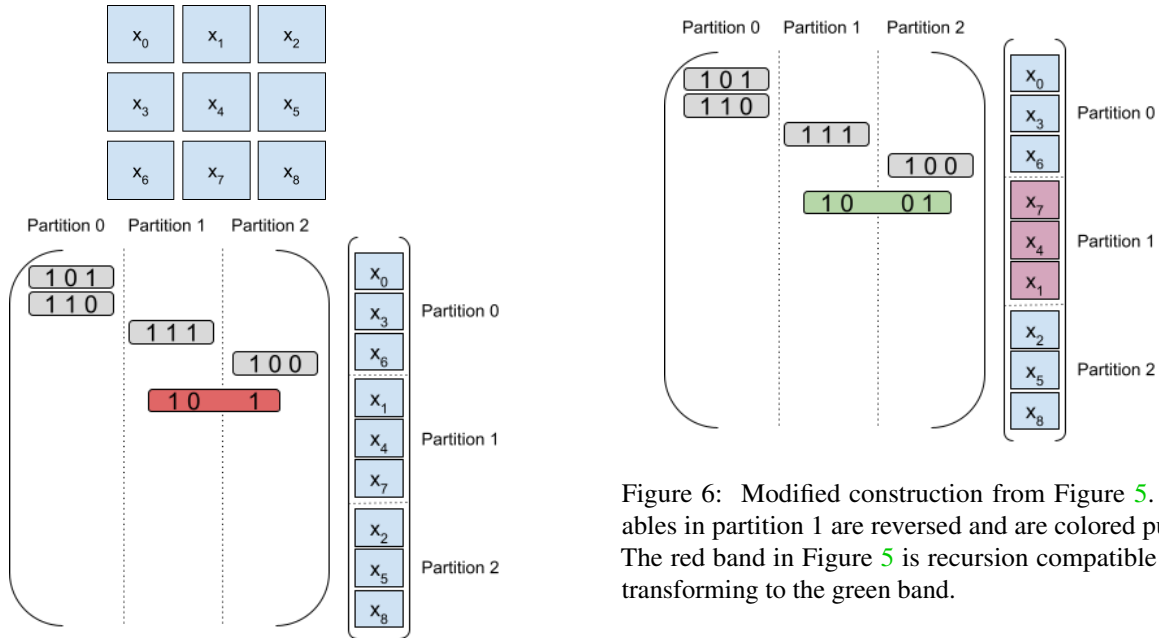 x0 x1 x2
x3 x4 x5
x6 x7 x8
Partition 0 Partition 1 Partition 2
1 0 1
1 1 0
1 1 1
1 0 0
1 0 1
x0
x3
x6
Partition 0
x1
x4
x7
Partition 1
x2
x5
x8
Partition 2
Partition 0 Partition 1 Partition 2
1 0 1
1 1 0
1 1 1
1 0 0
1 0 0 1
x0
x3
x6
Partition 0
x7
x4
x1
Partition 1
x2
x5
x8
Partition 2
Figure 6: Modified construction from Figure 5.
ables in partition 1 are reversed and are colored pu
The red band in Figure 5 is recursion compatible
transforming to the green band.